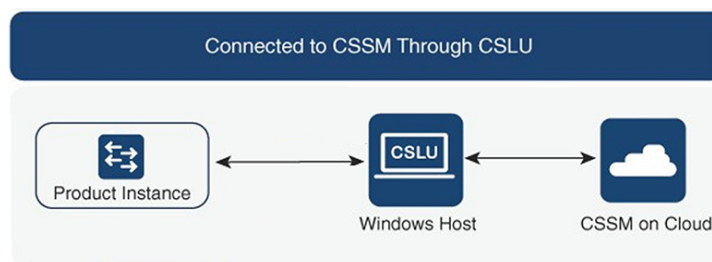 Connected to CSSM Through CSLU
CSLU
Product Instance
Windows Host
CSSM on Cloud